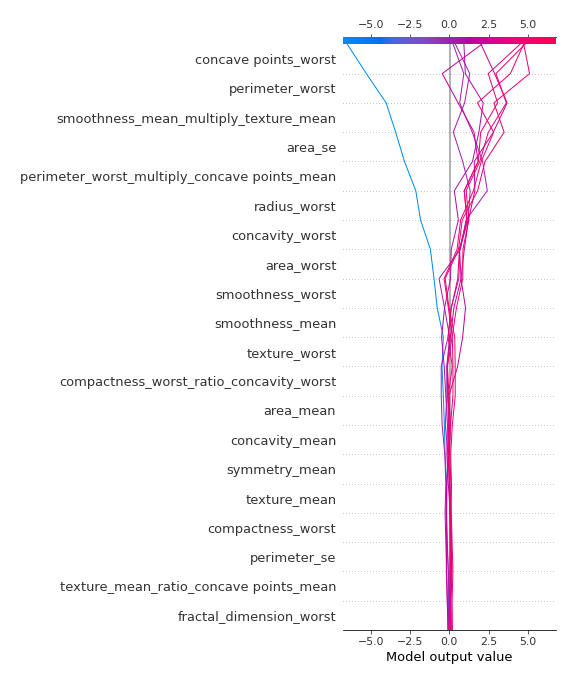 −5.0 −2.5 0.0 2.5 5.0
concave points_worst
perimeter_worst
smoothness_mean_multiply_texture_mean
area_se
perimeter_worst_multiply_concave points_mean
radius_worst
concavity_worst
area_worst
smoothness_worst
smoothness_mean
texture_worst
compactness_worst_ratio_concavity_worst
area_mean
concavity_mean
symmetry_mean
texture_mean
compactness_worst
perimeter_se
texture_mean_ratio_concave points_mean
fractal_dimension_worst
−5.0 −2.5 0.0 2.5 5.0
Model output value